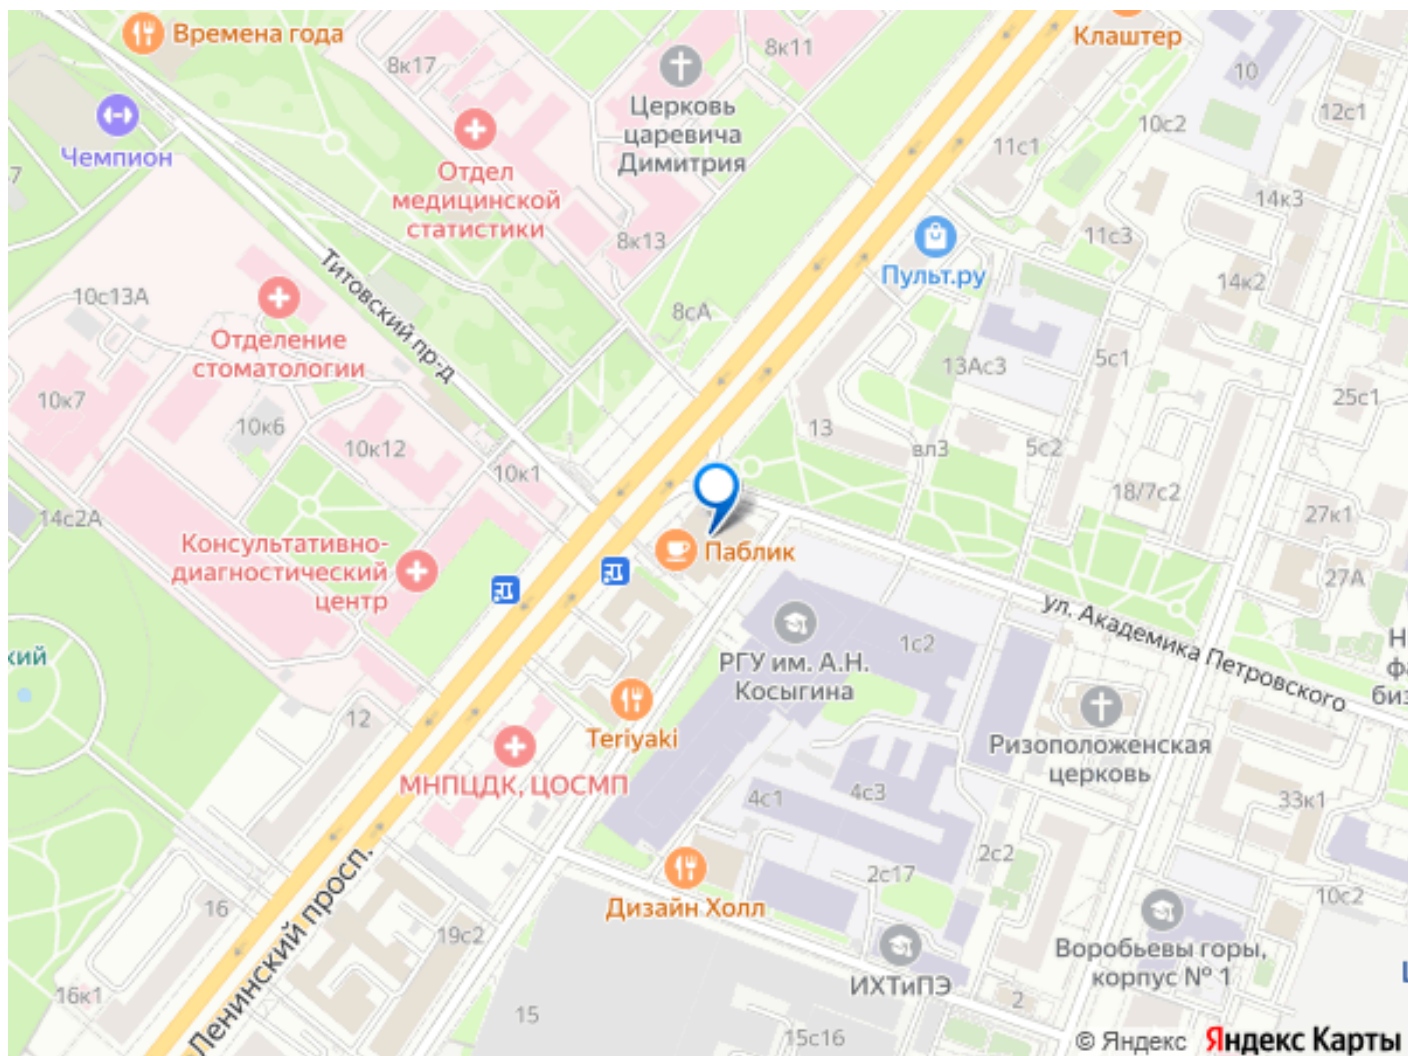 Времена года
Клаштер
8к17
8к11
10
12с1
Церковь
царевича
Димитрия
Чемпион
10с2
11с1
Отдел
медицинской
статистики
14к3
8к13
11с3
Пульт.ру
14к2
Титовский пр-д
10с13А
8сА
Отделение
стоматологии
13Ас3
5с1
10к7
25с1
10к6
10к12
13
вл3
5с2
10к1
18/7с2
14с2А
27к1
Паблик
Консультативно-
диагностический
центр
27А
ул. Академика Петровского
1с2
РГУ им. А.Н.
Косыгина
кий
12
Teriyaki
Ризоположенская
церковь
МНПЦДК, ЦОСМП
4с1
4с3
33к1
2с2
2с17
Ленинский просп.
16
Дизайн Холл
10с2
19с2
Воробьевы горы,
корпус № 1
ИХТиПЭ
16к1
2
15
15с16
© Яндекс Яндекс Карты